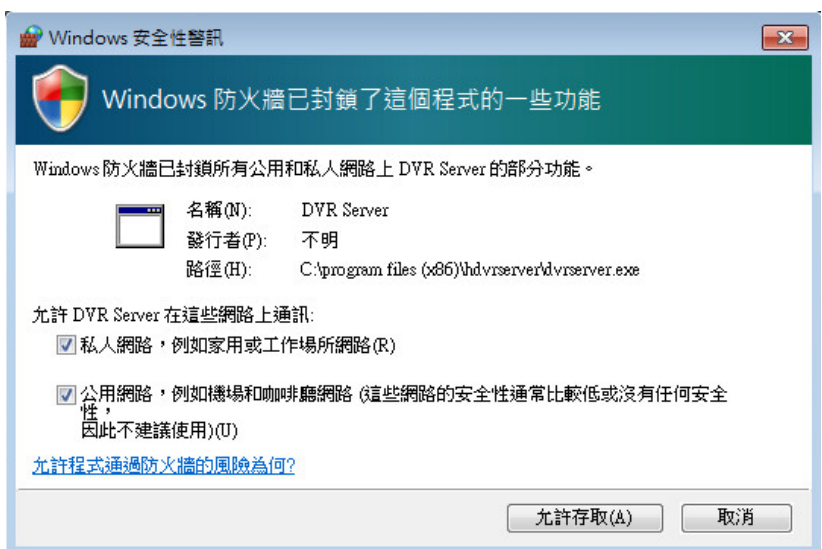 Windows 安全性警訊
Windows 防火牆已封鎖了這個程式的一些功能
Windows 防火牆已封鎖所有公用和私人網路上 DVR Server 的部分功能。
名稱(N): DVR Server
發行者(P): 不明
路徑(H): C:\program files (x86)\hdvrserver\dvrserver.exe
允許 DVR Server 在這些網路上通訊:
私人網路，例如家用或工作場所網路(R)
公用網路，例如機場和咖啡廳網路 (這些網路的安全性通常比較低或沒有任何安全
性，
因此不建議使用)(U)
允許程式通過防火牆的風險為何?
允許存取(A) 取消